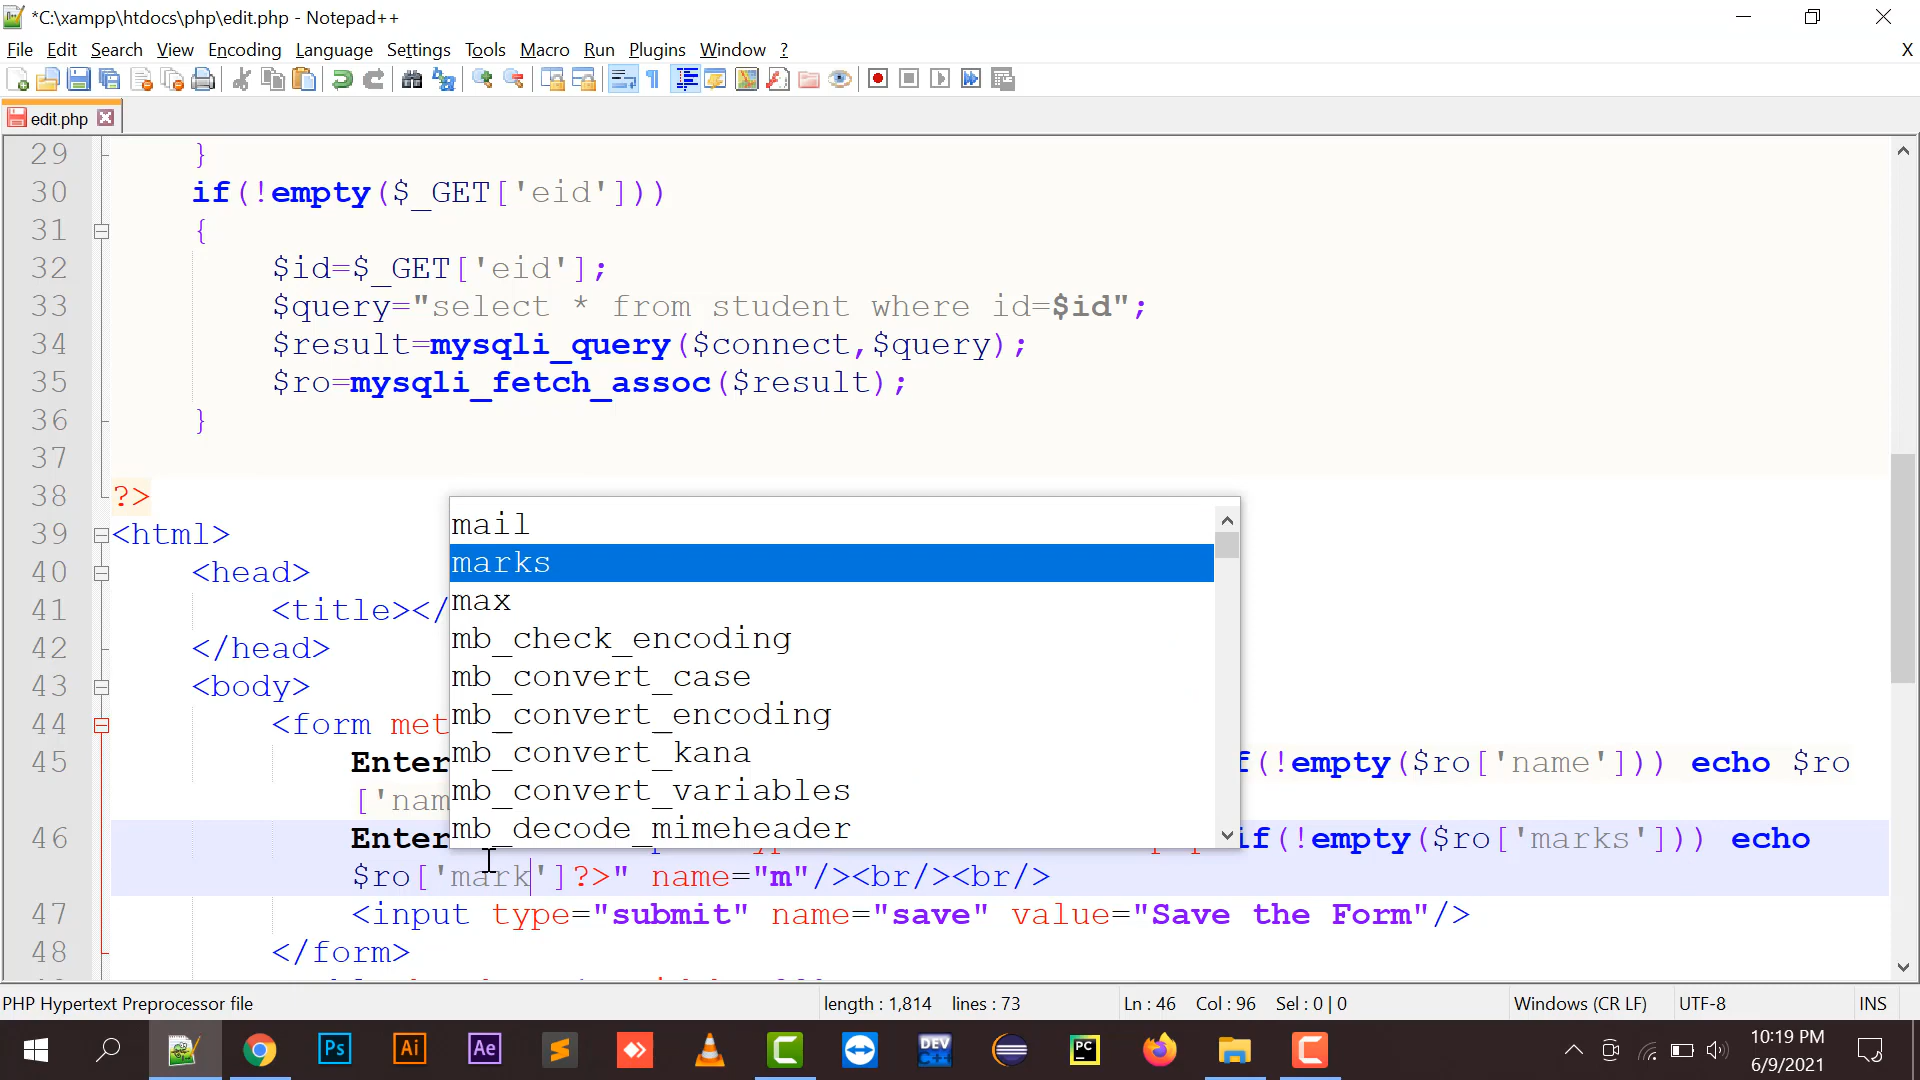 *C:\xampp\htdocs\php\edit.php - Notepad++
File Edit Search View Encoding Language Settings Tools Macro Run Plugins Window ?
X
edit.php
29 }
30 if(!empty($_GET['eid']))
31 {
32 $id=$_GET['eid'];
33 $query="select * from student where id=$id";
34 $result=mysqli_query($connect,$query);
35 $ro=mysqli_fetch_assoc($result);
36 }
37
38 ?>
39 <html>
40 <head>
41 <title></
42 </head>
43 <body>
44 <form met
45 Enter f(!empty($ro['name'])) echo $ro
['nam
46 Enter if(!empty($ro['marks'])) echo
$ro['mark']?>" name="m"/><br/><br/>
47 <input type="submit" name="save" value="Save the Form"/>
48 </form>
mail
marks
max
mb_check_encoding
mb_convert_case
mb_convert_encoding
mb_convert_kana
mb_convert_variables
mb_decode_mimeheader
PHP Hypertext Preprocessor file length : 1,814 lines : 73 Ln : 46 Col : 96 Sel : 0 | 0 Windows (CR LF) UTF-8 INS
Ps Ai Ae C DEV C++ PC C
10:19 PM
6/9/2021